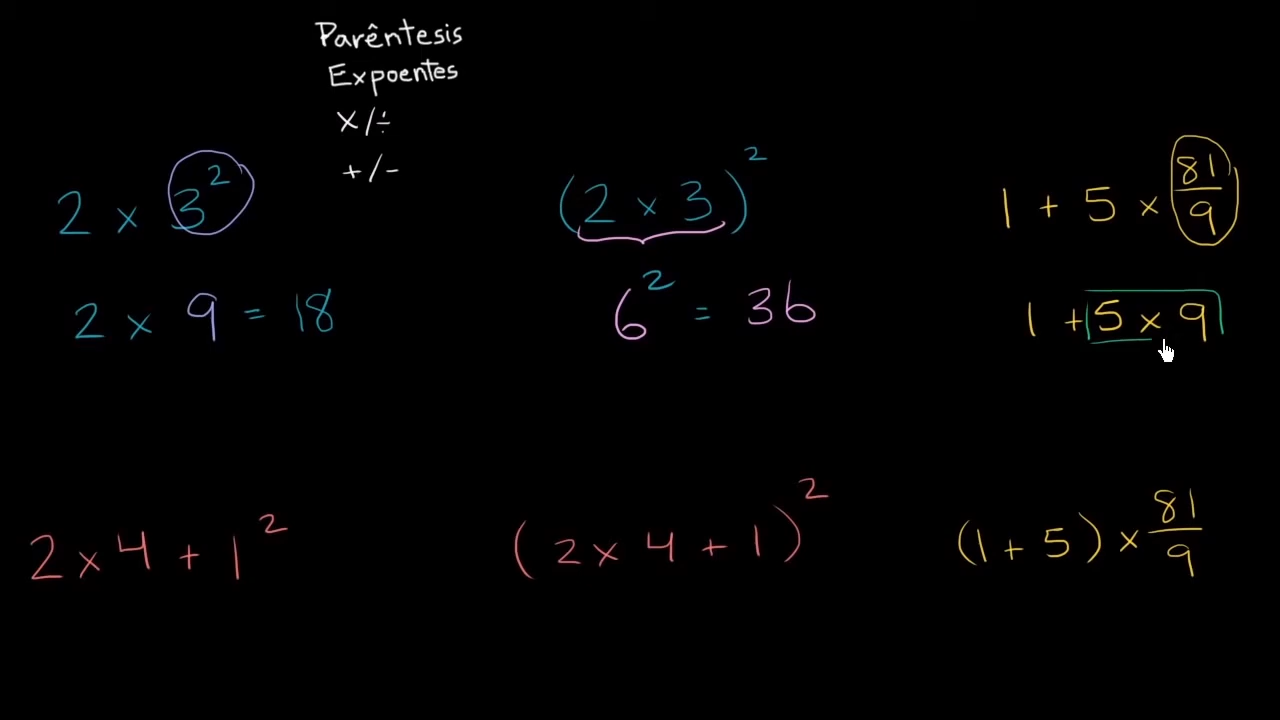 Parêntesis
Expoentes
x/÷
+/-
2 x 3²
2 x 9 = 18
(2 x 3)²
6² = 36
1 + 5 x 81/9
1 + 5 x 9
2 x 4 + 1²
(2 x 4 + 1)²
(1 + 5) x 81/9